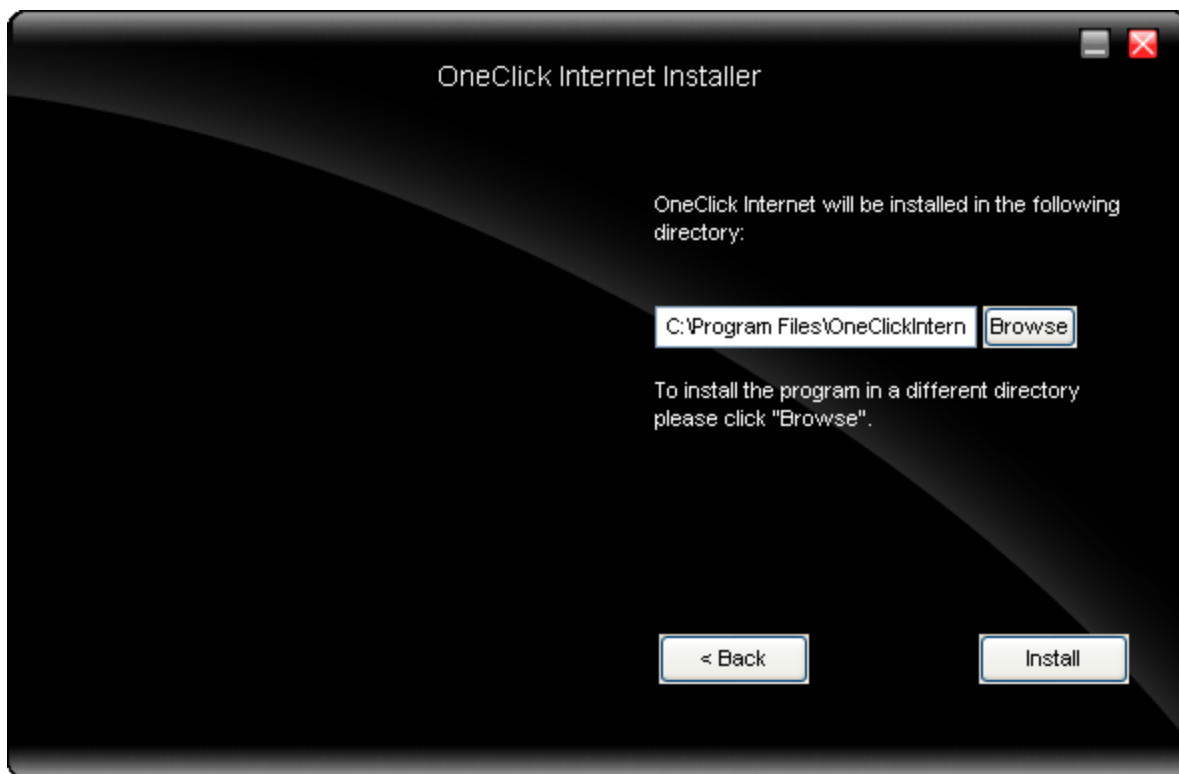 OneClick Internet Installer
OneClick Internet will be installed in the following
directory:
C:\Program Files\OneClickIntern
Browse
To install the program in a different directory
please click "Browse".
< Back
Install